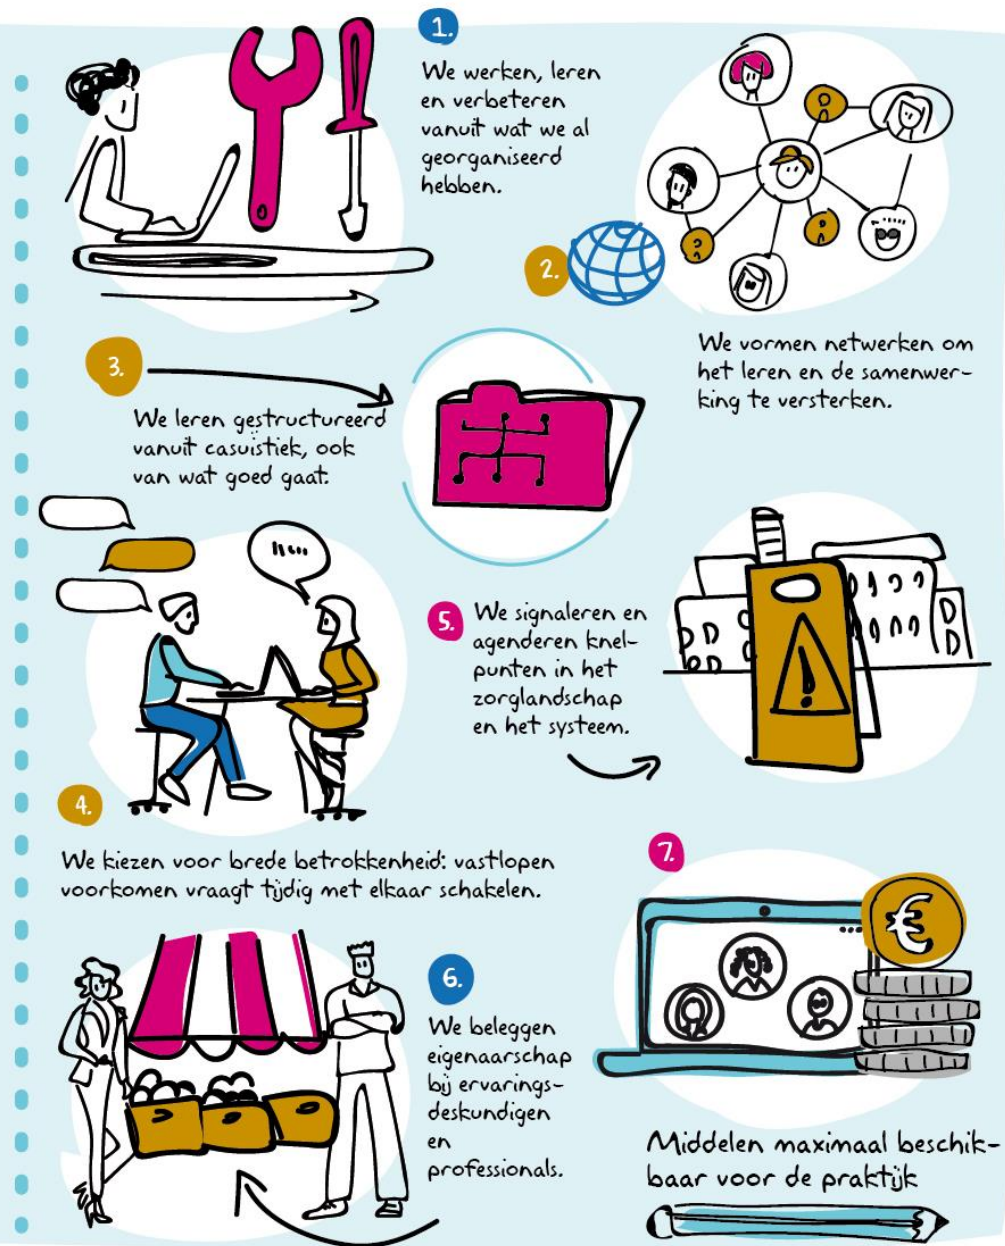 1.
We werken, leren
en verbeteren
vanuit wat we al
georganiseerd
hebben.
2.
We vormen netwerken om
het leren en de samenwer-
king te versterken.
3.
We leren gestructureerd
vanuit casuïstiek, ook
van wat goed gaat.
4.
We kiezen voor brede betrokkenheid: vastlopen
voorkomen vraagt tijdig met elkaar schakelen.
5.
We signaleren en
agenderen knel-
punten in het
zorglandschap
en het systeem.
!
6.
We beleggen
eigenaarschap
bij ervarings-
deskundigen
en
professionals.
7.
€
Middelen maximaal beschik-
baar voor de praktijk